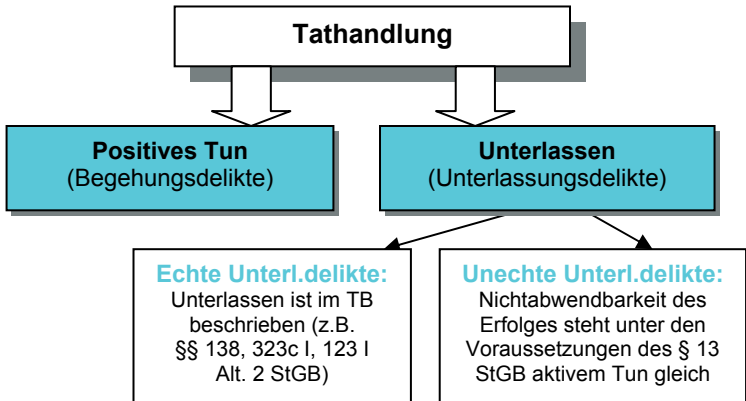 Tathandlung
Positives Tun
(Begehungsdelikte)
Unterlassen
(Unterlassungsdelikte)
Echte Unterl.delikte:
Unterlassen ist im TB
beschrieben (z.B.
§§ 138, 323c I, 123 I
Alt. 2 StGB)
Unechte Unterl.delikte:
Nichtabwendbarkeit des
Erfolges steht unter den
Voraussetzungen des § 13
StGB aktivem Tun gleich